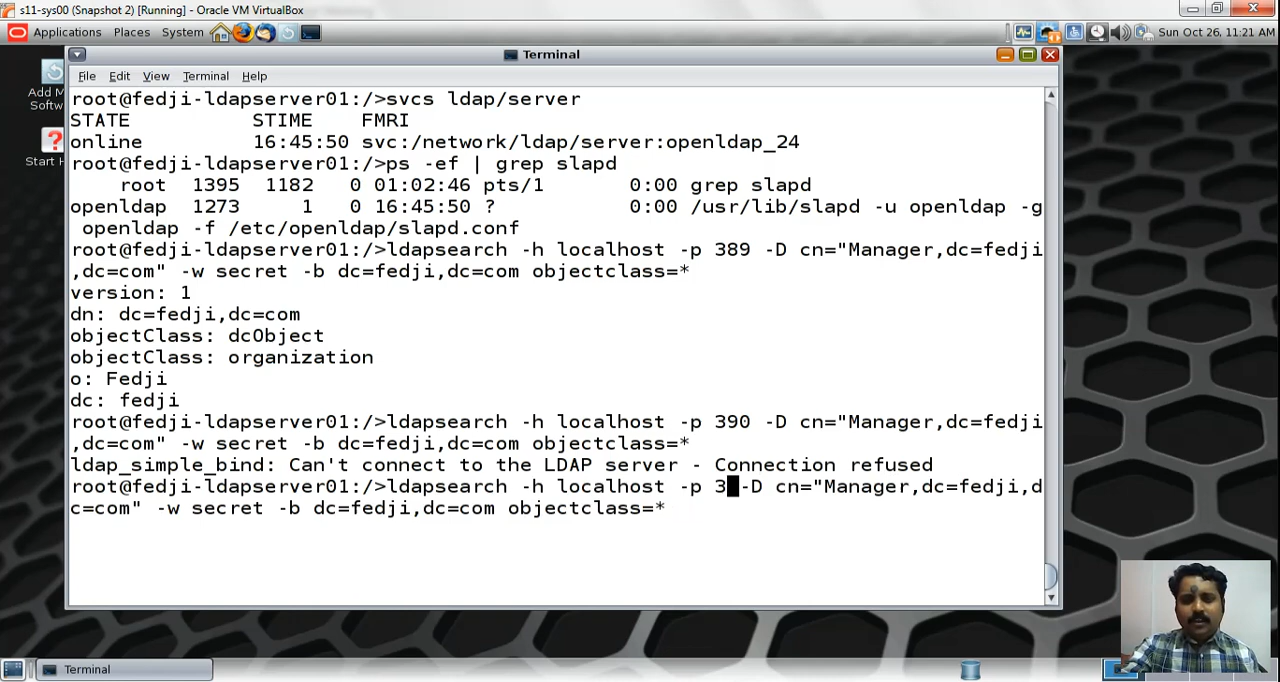 s11-sys00 (Snapshot 2) [Running] - Oracle VM VirtualBox
Applications Places System Sun Oct 26, 11:21 AM
Terminal
File Edit View Terminal Help
Add M
Softw
Start H
root@fedji-ldapserver01:/>svcs ldap/server
STATE STIME FMRI
online 16:45:50 svc:/network/ldap/server:openldap_24
root@fedji-ldapserver01:/>ps -ef | grep slapd
root 1395 1182 0 01:02:46 pts/1 0:00 grep slapd
openldap 1273 1 0 16:45:50 ? 0:00 /usr/lib/slapd -u openldap -g
openldap -f /etc/openldap/slapd.conf
root@fedji-ldapserver01:/>ldapsearch -h localhost -p 389 -D cn="Manager,dc=fedji
,dc=com" -w secret -b dc=fedji,dc=com objectclass=*
version: 1
dn: dc=fedji,dc=com
objectClass: dcObject
objectClass: organization
o: Fedji
dc: fedji
root@fedji-ldapserver01:/>ldapsearch -h localhost -p 390 -D cn="Manager,dc=fedji
,dc=com" -w secret -b dc=fedji,dc=com objectclass=*
ldap_simple_bind: Can't connect to the LDAP server - Connection refused
root@fedji-ldapserver01:/>ldapsearch -h localhost -p 3 -D cn="Manager,dc=fedji,d
c=com" -w secret -b dc=fedji,dc=com objectclass=*
Terminal